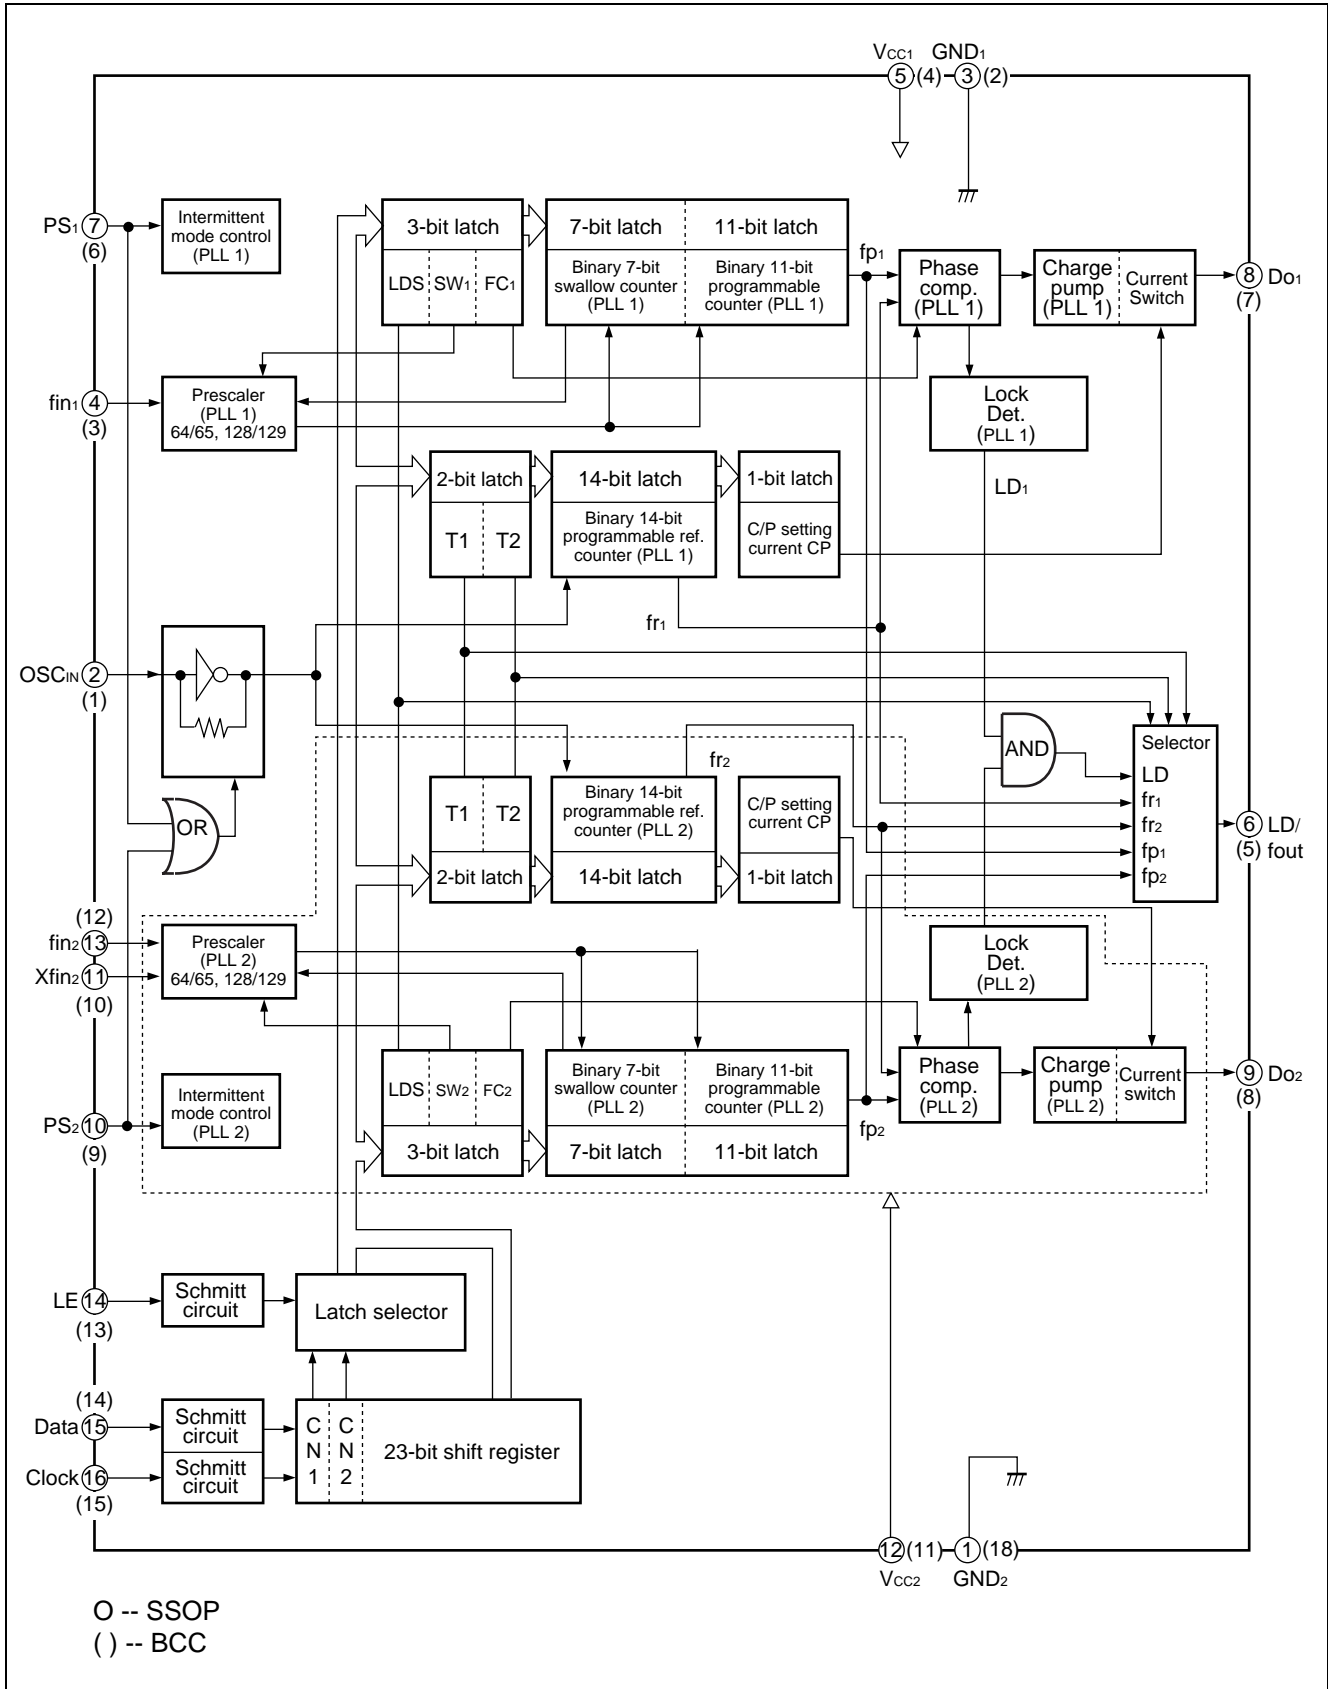 VCC1 GND1
5 (4) 3 (2)
PS1 7
(6)
Intermittent
mode control
(PLL 1)
3-bit latch
LDS SW1 FC1
7-bit latch 11-bit latch
Binary 7-bit
swallow counter
(PLL 1)
Binary 11-bit
programmable
counter (PLL 1)
fp1
Phase
comp.
(PLL 1)
Charge
pump
(PLL 1)
Current
Switch
8 Do1
(7)
fin1 4
(3)
Prescaler
(PLL 1)
64/65, 128/129
Lock
Det.
(PLL 1)
LD1
2-bit latch
T1 T2
14-bit latch
Binary 14-bit
programmable ref.
counter (PLL 1)
1-bit latch
C/P setting
current CP
fr1
OSCIN 2
(1)
OR
AND
Selector
LD
fr1
fr2
fp1
fp2
6 LD/
(5) fout
fr2
T1 T2
2-bit latch
Binary 14-bit
programmable ref.
counter (PLL 2)
14-bit latch
C/P setting
current CP
1-bit latch
(12)
fin2 13
Xfin2 11
(10)
Prescaler
(PLL 2)
64/65, 128/129
Lock
Det.
(PLL 2)
PS2 10
(9)
Intermittent
mode control
(PLL 2)
LDS SW2 FC2
3-bit latch
Binary 7-bit
swallow counter
(PLL 2)
Binary 11-bit
programmable
counter (PLL 2)
7-bit latch 11-bit latch
fp2
Phase
comp.
(PLL 2)
Charge
pump
(PLL 2)
Current
switch
9 Do2
(8)
LE 14
(13)
Schmitt
circuit
Latch selector
(14)
Data 15
Clock 16
(15)
Schmitt
circuit
Schmitt
circuit
C
N
1
C
N
2
23-bit shift register
12 (11) 1 (18)
VCC2 GND2
O -- SSOP
( ) -- BCC